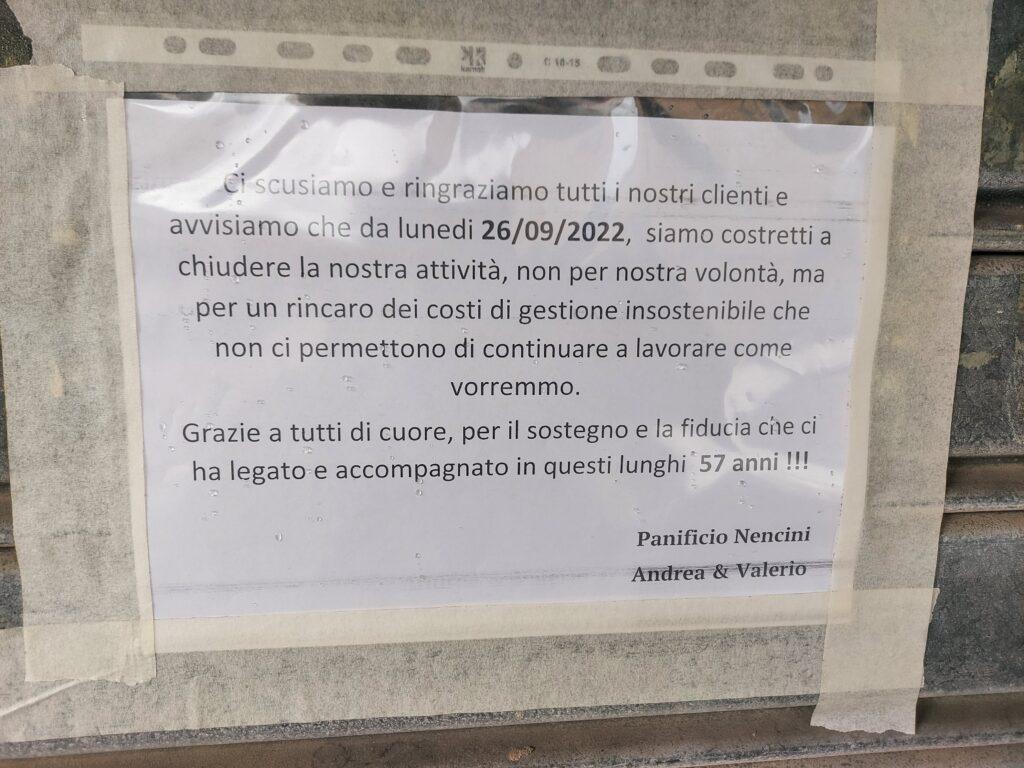 C 10-15
Ci scusiamo e ringraziamo tutti i nostri clienti e
avvisiamo che da lunedi 26/09/2022, siamo costretti a
chiudere la nostra attività, non per nostra volontà, ma
per un rincaro dei costi di gestione insostenibile che
non ci permettono di continuare a lavorare come
vorremmo.
Grazie a tutti di cuore, per il sostegno e la fiducia che ci
ha legato e accompagnato in questi lunghi 57 anni !!!
Panificio Nencini
Andrea & Valerio